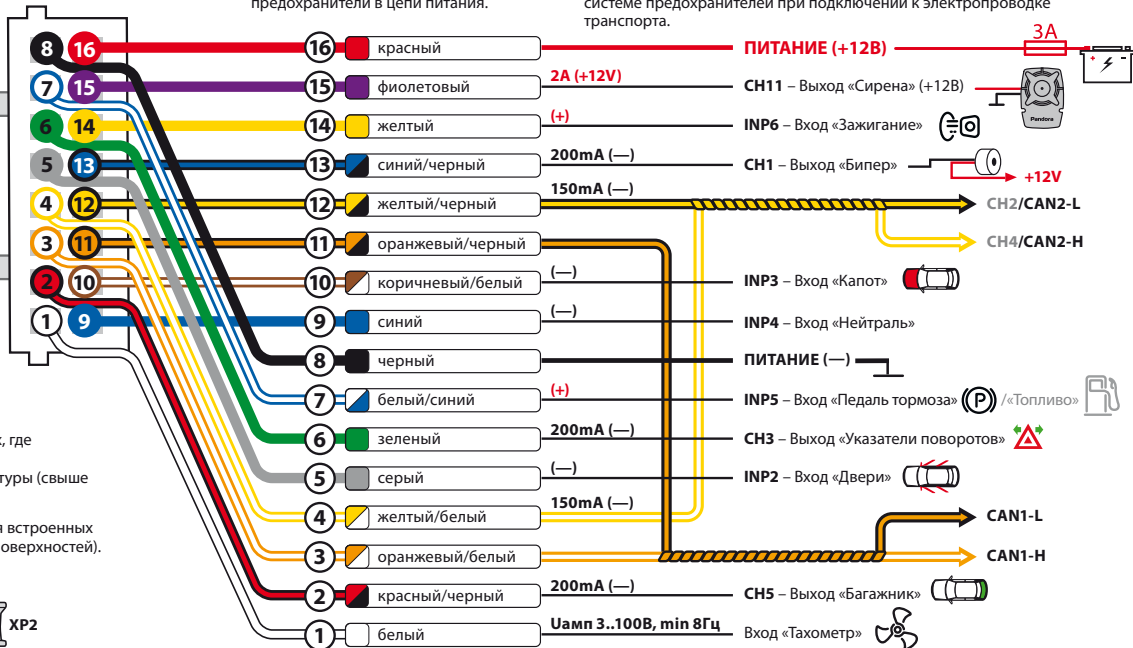 предохранители в цепи питания.
системе предохранителей при подключении к электропроводке
транспорта.
8 16
7 15
6 14
5 13
4 12
3 11
2 10
1 9
16 красный ПИТАНИЕ (+12В) 3А
15 фиолетовый 2А (+12V) CH11 – Выход «Сирена» (+12В)
Pandora
14 желтый (+) INP6 – Вход «Зажигание»
13 синий/черный 200mA (—) CH1 – Выход «Бипер»
+12V
12 желтый/черный 150mA (—) CH2/CAN2-L
11 оранжевый/черный CH4/CAN2-H
10 коричневый/белый (—) INP3 – Вход «Капот»
9 синий (—) INP4 – Вход «Нейтраль»
8 черный ПИТАНИЕ (—)
7 белый/синий (+) INP5 – Вход «Педаль тормоза» (P) /«Топливо»
6 зеленый 200mA (—) CH3 – Выход «Указатели поворотов»
5 серый (—) INP2 – Вход «Двери»
4 желтый/белый 150mA (—) CAN1-L
3 оранжевый/белый CAN1-H
2 красный/черный 200mA (—) CH5 – Выход «Багажник»
1 белый Uамп 3..100В, min 8Гц Вход «Тахометр»
, где
туры (свыше
я встроенных
оверхностей).
XP2